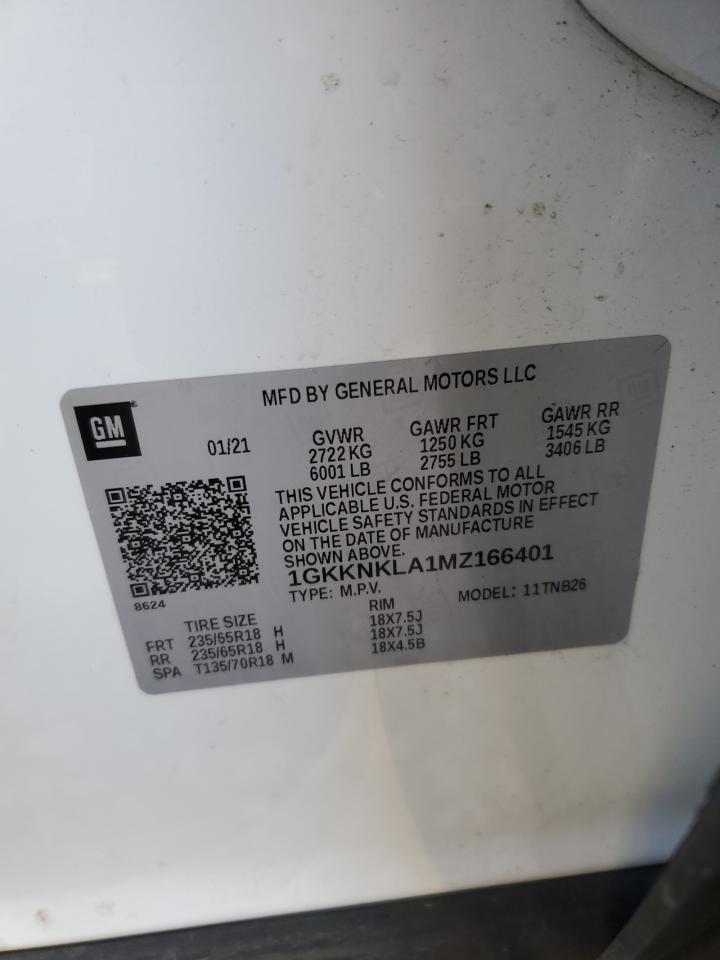 MFD BY GENERAL MOTORS LLC
GM®
01/21
GVWR GAWR FRT GAWR RR
2722 KG 1250 KG 1545 KG
6001 LB 2755 LB 3406 LB
THIS VEHICLE CONFORMS TO ALL
APPLICABLE U.S. FEDERAL MOTOR
VEHICLE SAFETY STANDARDS IN EFFECT
ON THE DATE OF MANUFACTURE
SHOWN ABOVE.
1GKKNKLA1MZ166401
TYPE: M.P.V. MODEL: 11TNB26
8624
TIRE SIZE RIM
FRT 235/65R18 H 18X7.5J
RR 235/65R18 H 18X7.5J
SPA T135/70R18 M 18X4.5B